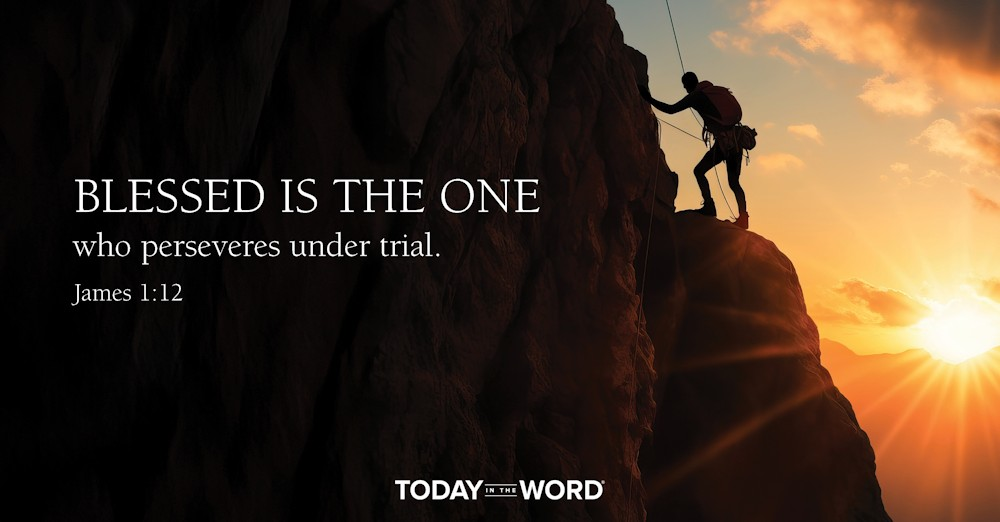 BLESSED IS THE ONE
who perseveres under trial.
James 1:12
TODAY IN THE WORD®